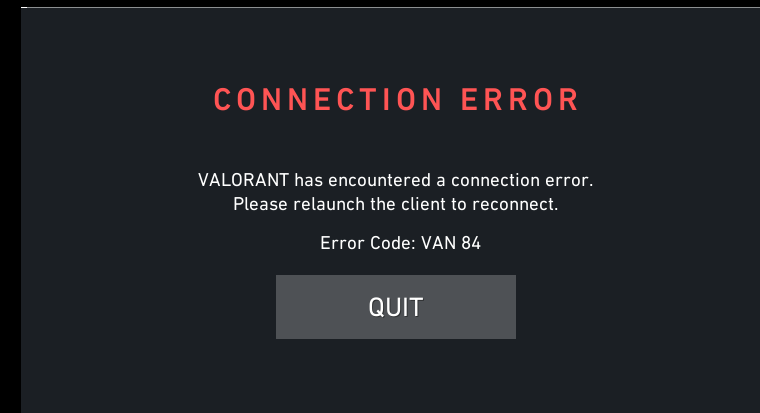 CONNECTION ERROR
VALORANT has encountered a connection error.
Please relaunch the client to reconnect.
Error Code: VAN 84
QUIT